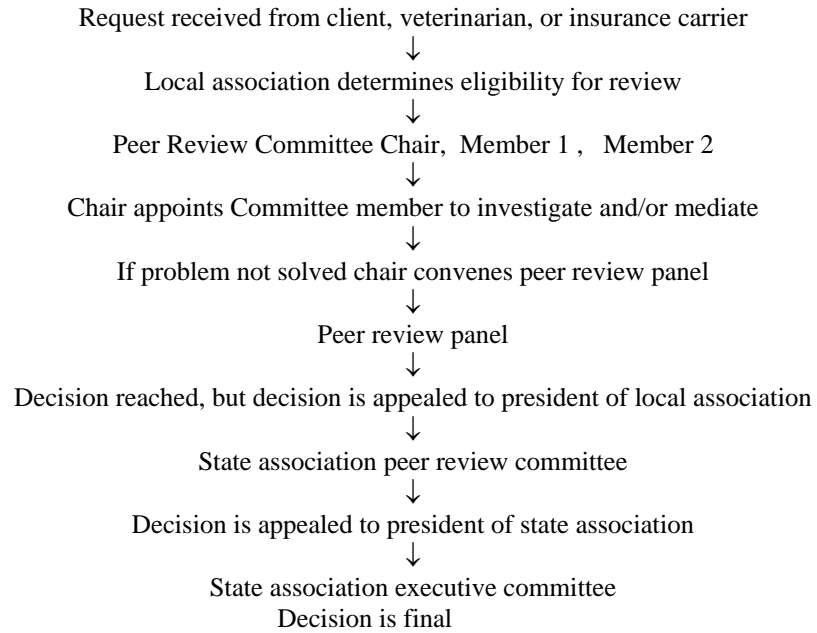 Request received from client, veterinarian, or insurance carrier
↓
Local association determines eligibility for review
↓
Peer Review Committee Chair,  Member 1 ,   Member 2
↓
Chair appoints Committee member to investigate and/or mediate
↓
If problem not solved chair convenes peer review panel
↓
Peer review panel
↓
Decision reached, but decision is appealed to president of local association
↓
State association peer review committee
↓
Decision is appealed to president of state association
↓
State association executive committee
Decision is final